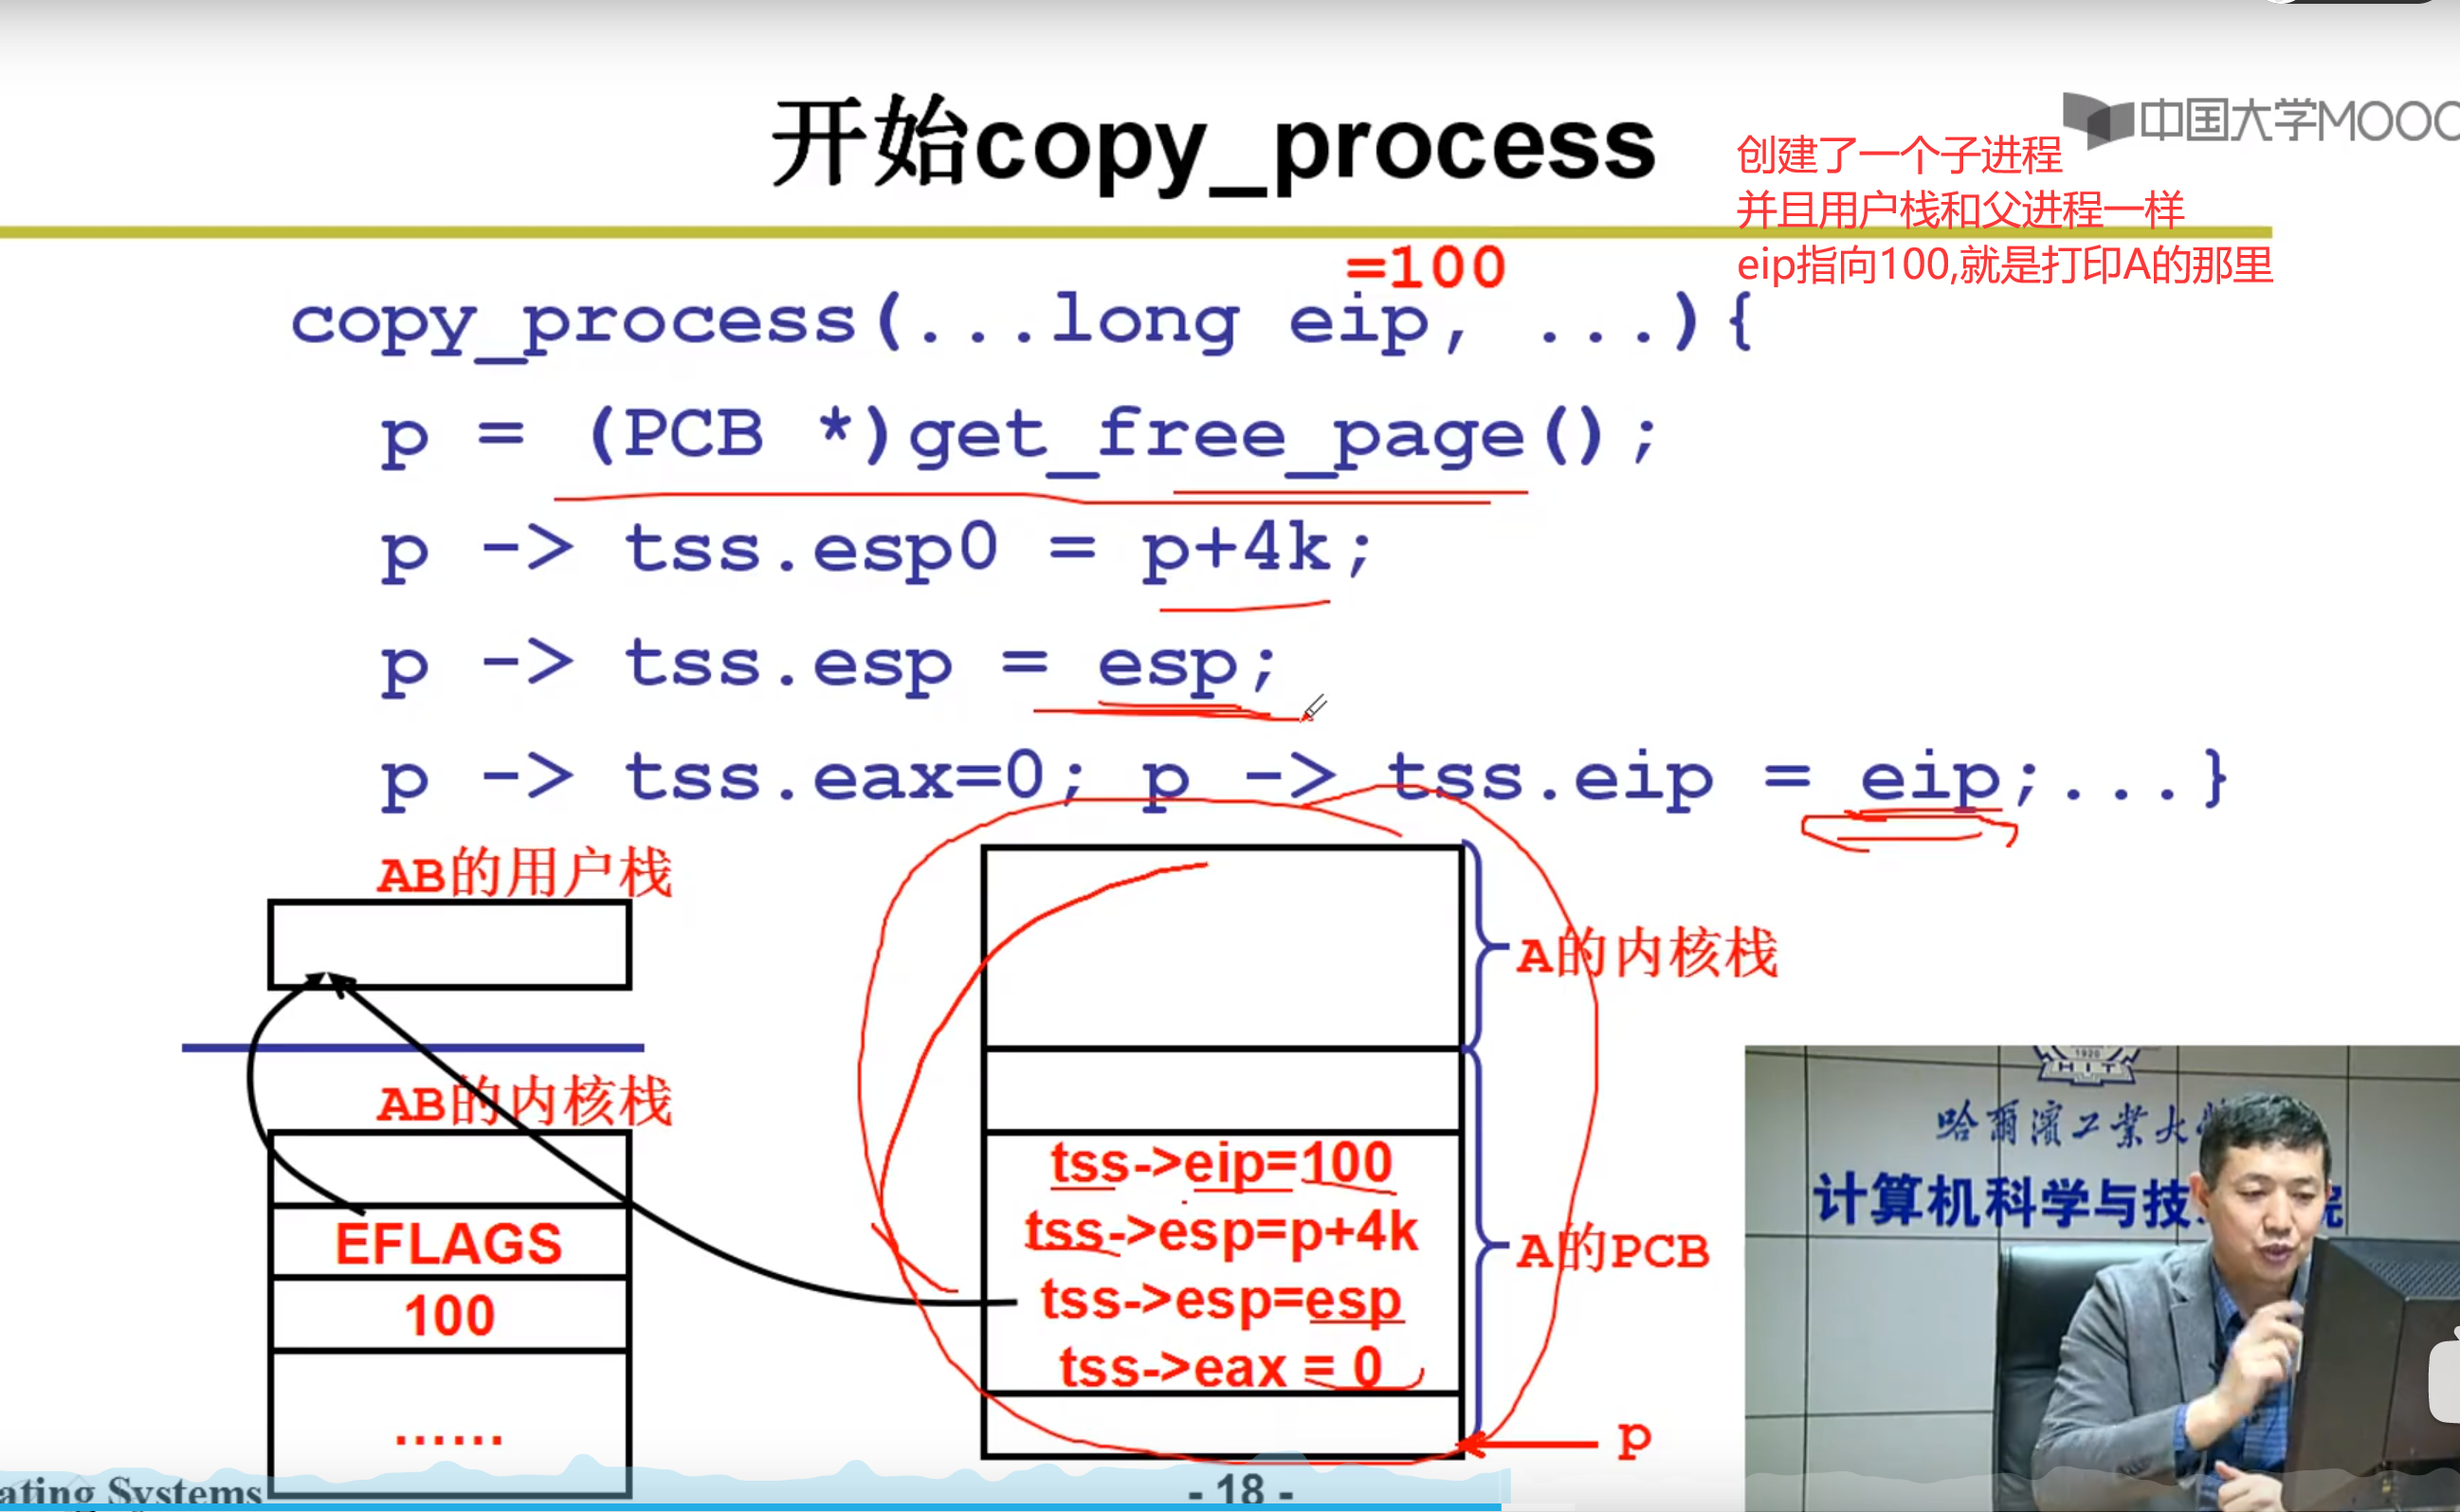 开始copy_process
中国大学MOOC
创建了一个子进程
并且用户栈和父进程一样
eip指向100,就是打印A的那里
=100
copy_process(...long eip, ...){
p = (PCB *)get_free_page();
p -> tss.esp0 = p+4k;
p -> tss.esp = esp;
p -> tss.eax=0; p -> tss.eip = eip;...}
AB的用户栈
AB的内核栈
EFLAGS
100
......
A的内核栈
tss->eip=100
tss->esp=p+4k
tss->esp=esp
tss->eax = 0
A的PCB
p
1920
HIT
哈爾濱工業大
计算机科学与技
院
ating Systems
- 18 -